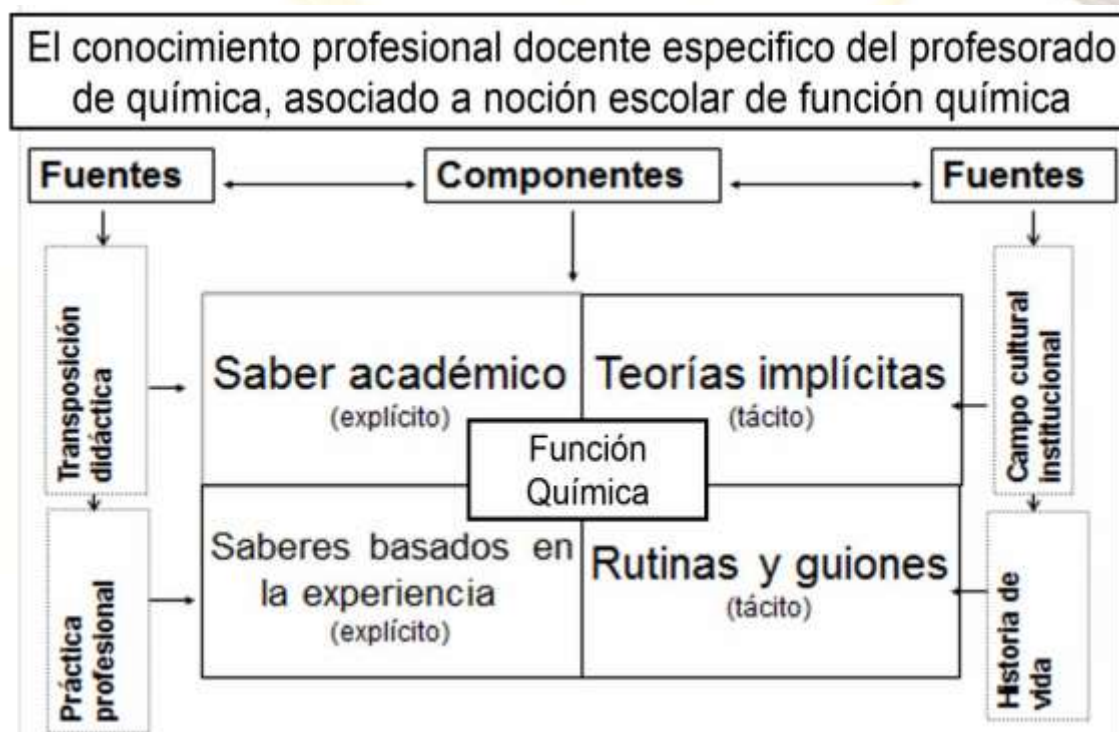 El conocimiento profesional docente especifico del profesorado
de química, asociado a noción escolar de función química
Fuentes
Componentes
Fuentes
Transposición
didáctica
Saber académico
(explícito)
Teorías implícitas
(tácito)
Campo cultural
institucional
Función
Química
Práctica
profesional
Saberes basados en
la experiencia
(explícito)
Rutinas y guiones
(tácito)
Historia de
vida